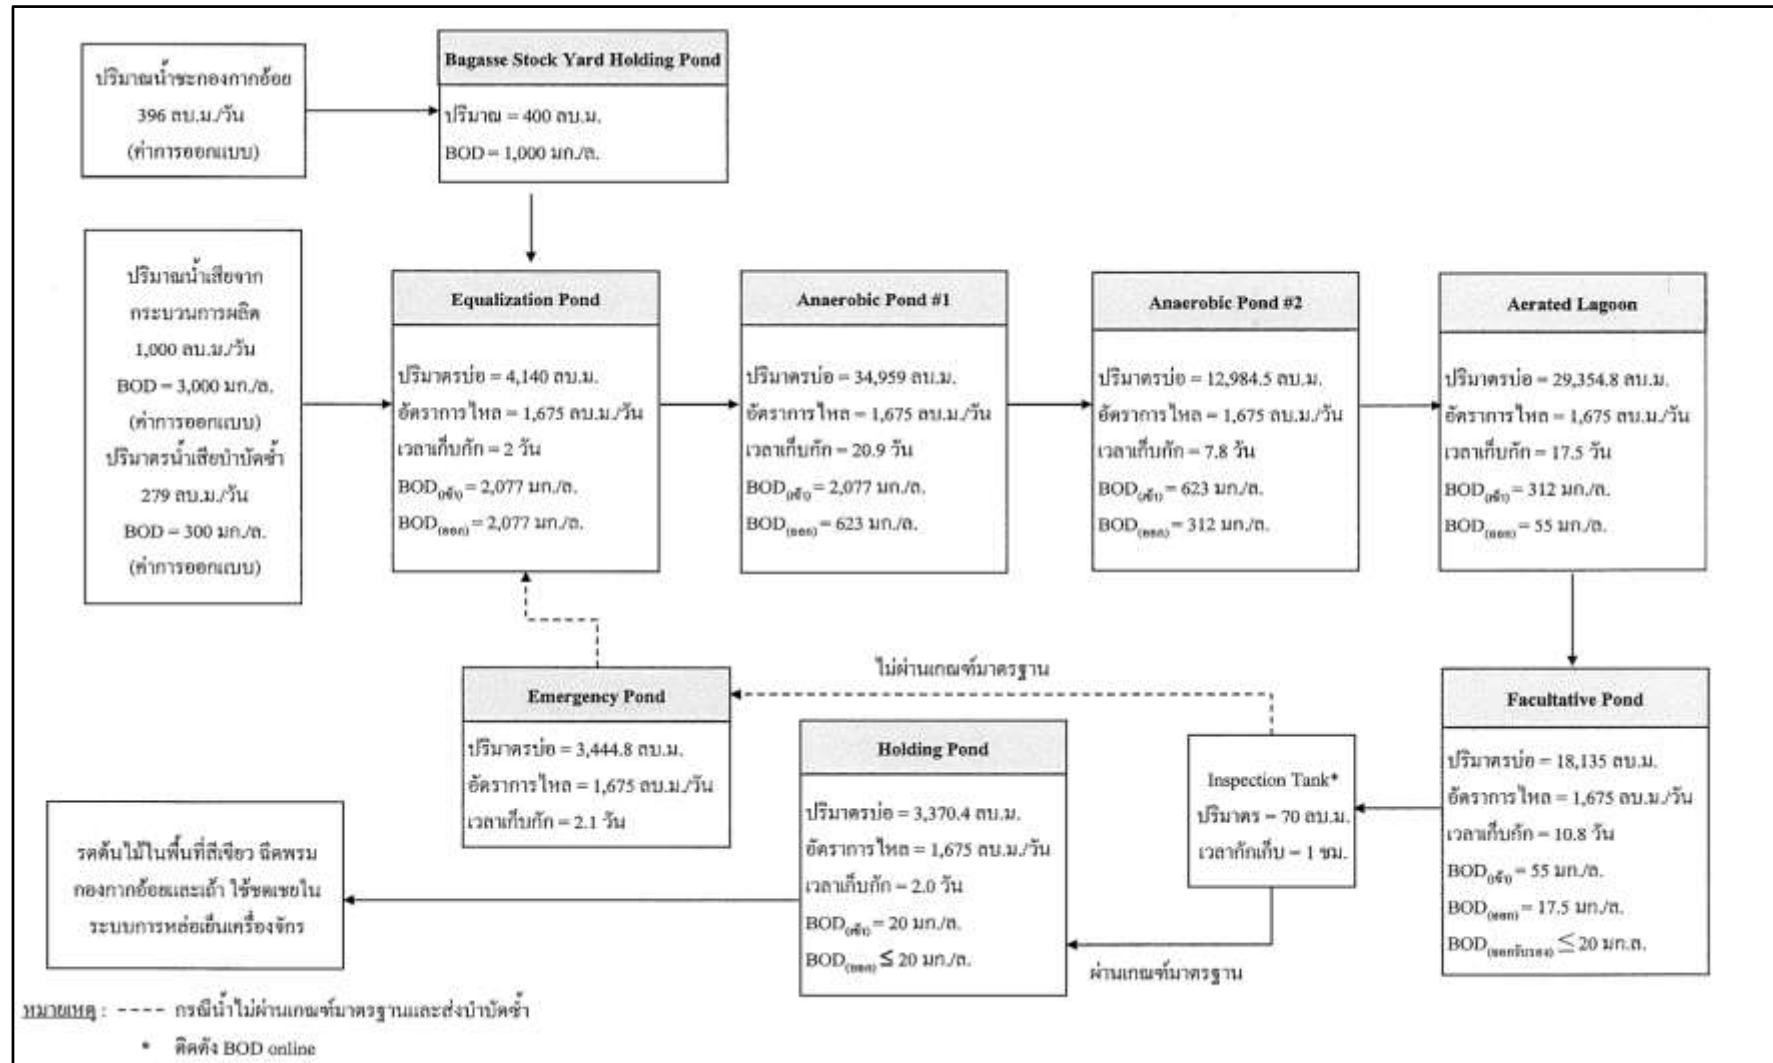 Bagasse Stock Yard Holding Pond
ปริมาณ = 400 ลบ.ม.
BOD = 1,000 มก./ล.
ปริมาณน้ำชะกองกากอ้อย
396 ลบ.ม./วัน
(ค่าการออกแบบ)
ปริมาณน้ำเสียจาก
กระบวนการผลิต
1,000 ลบ.ม./วัน
BOD = 3,000 มก./ล.
(ค่าการออกแบบ)
ปริมาตรน้ำเสียบำบัดซ้ำ
279 ลบ.ม./วัน
BOD = 300 มก./ล.
(ค่าการออกแบบ)
Equalization Pond
ปริมาตรบ่อ = 4,140 ลบ.ม.
อัตราการไหล = 1,675 ลบ.ม./วัน
เวลาเก็บกัก = 2 วัน
BOD(เข้า) = 2,077 มก./ล.
BOD(ออก) = 2,077 มก./ล.
Anaerobic Pond #1
ปริมาตรบ่อ = 34,959 ลบ.ม.
อัตราการไหล = 1,675 ลบ.ม./วัน
เวลาเก็บกัก = 20.9 วัน
BOD(เข้า) = 2,077 มก./ล.
BOD(ออก) = 623 มก./ล.
Anaerobic Pond #2
ปริมาตรบ่อ = 12,984.5 ลบ.ม.
อัตราการไหล = 1,675 ลบ.ม./วัน
เวลาเก็บกัก = 7.8 วัน
BOD(เข้า) = 623 มก./ล.
BOD(ออก) = 312 มก./ล.
Aerated Lagoon
ปริมาตรบ่อ = 29,354.8 ลบ.ม.
อัตราการไหล = 1,675 ลบ.ม./วัน
เวลาเก็บกัก = 17.5 วัน
BOD(เข้า) = 312 มก./ล.
BOD(ออก) = 55 มก./ล.
Facultative Pond
ปริมาตรบ่อ = 18,135 ลบ.ม.
อัตราการไหล = 1,675 ลบ.ม./วัน
เวลาเก็บกัก = 10.8 วัน
BOD(เข้า) = 55 มก./ล.
BOD(ออก) = 17.5 มก./ล.
BOD(ออกรับรอง) ≤ 20 มก.ล.
Inspection Tank*
ปริมาตร = 70 ลบ.ม.
เวลากักเก็บ = 1 ชม.
ไม่ผ่านเกณฑ์มาตรฐาน
ผ่านเกณฑ์มาตรฐาน
Emergency Pond
ปริมาตรบ่อ = 3,444.8 ลบ.ม.
อัตราการไหล = 1,675 ลบ.ม./วัน
เวลาเก็บกัก = 2.1 วัน
Holding Pond
ปริมาตรบ่อ = 3,370.4 ลบ.ม.
อัตราการไหล = 1,675 ลบ.ม./วัน
เวลาเก็บกัก = 2.0 วัน
BOD(เข้า) = 20 มก./ล.
BOD(ออก) ≤ 20 มก./ล.
รดต้นไม้ในพื้นที่สีเขียว ฉีดพรม
กองกากอ้อยและเถ้า ใช้ชดเชยใน
ระบบการหล่อเย็นเครื่องจักร
หมายเหตุ : ---- กรณีน้ำไม่ผ่านเกณฑ์มาตรฐานและส่งบำบัดซ้ำ
* ติดตั้ง BOD online